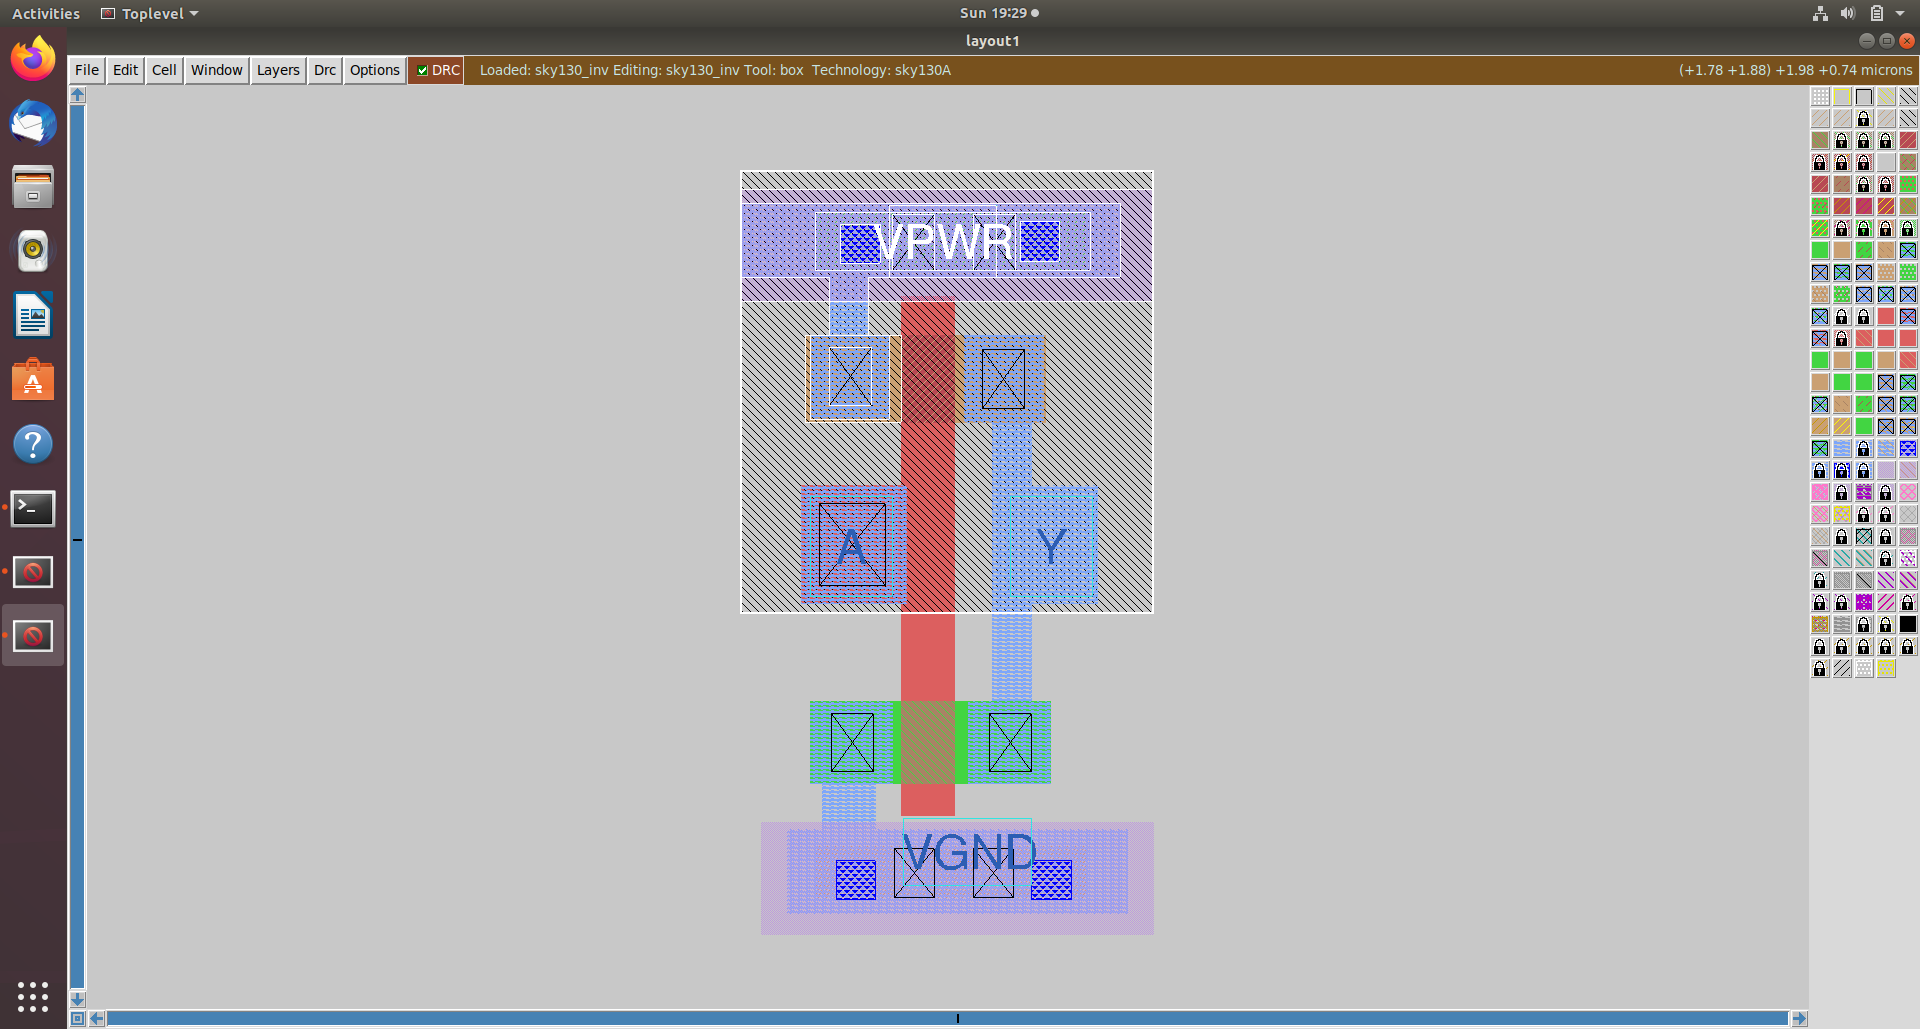 Activities Toplevel Sun 19:29
layout1
File Edit Cell Window Layers Drc Options DRC Loaded: sky130_inv Editing: sky130_inv Tool: box Technology: sky130A (+1.78 +1.88) +1.98 +0.74 microns
VPWR
A Y
VGND